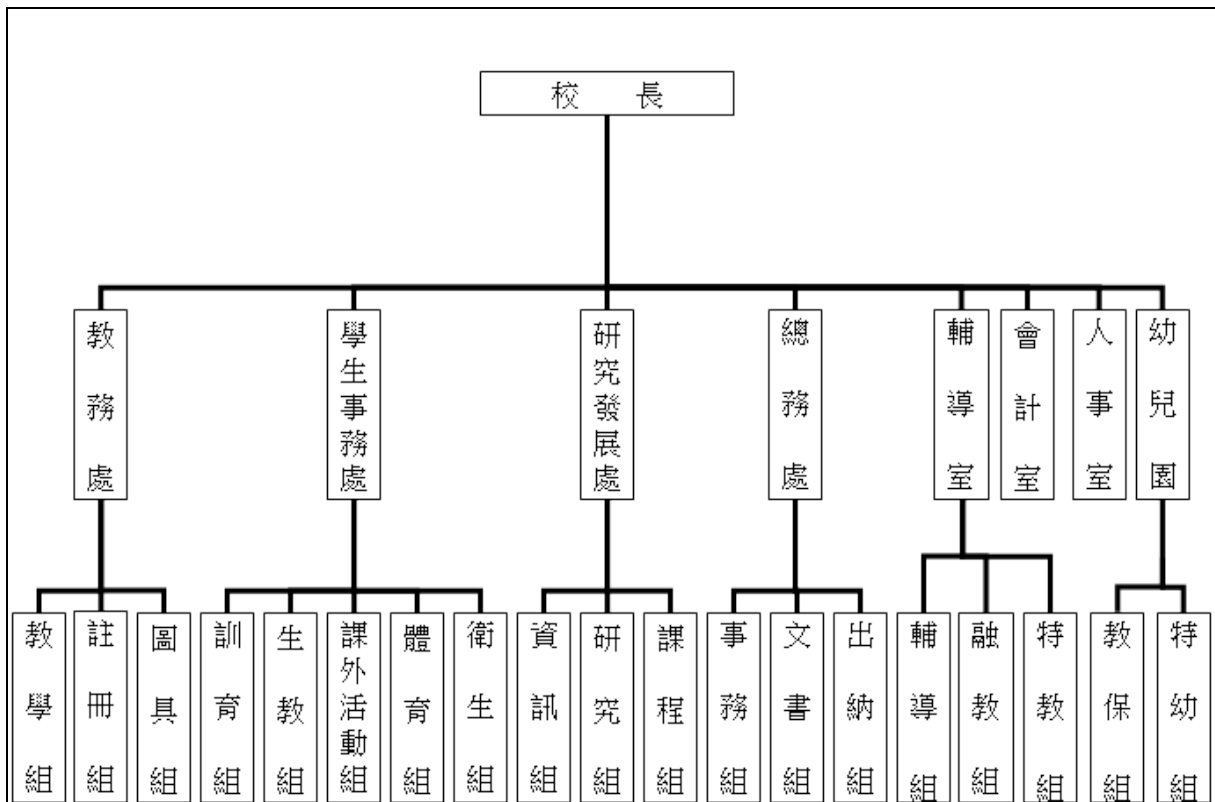 校長
教務處
學生事務處
研究發展處
總務處
輔導室
會計室
人事室
幼兒園
教學組
註冊組
圖具組
訓育組
生教組
課外活動組
體育組
衛生組
資訊組
研究組
課程組
事務組
文書組
出納組
輔導組
融教組
特教組
教保組
特幼組